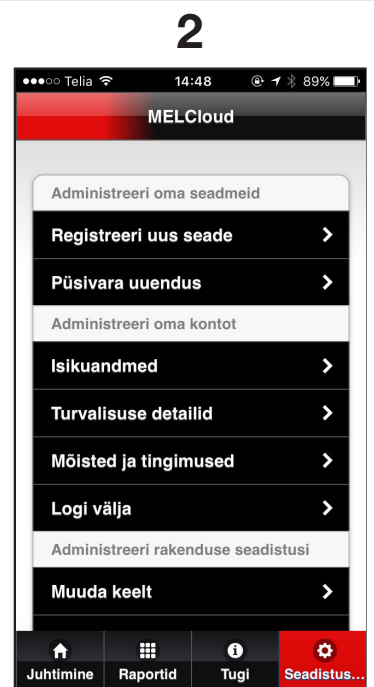 2
●●●○○ Telia 14:48 89%
MELCloud
Administreeri oma seadmeid
Registreeri uus seade
Püsivara uuendus
Administreeri oma kontot
Isikuandmed
Turvalisuse detailid
Mõisted ja tingimused
Logi välja
Administreeri rakenduse seadistusi
Muuda keelt
Juhtimine Raportid Tugi Seadistus...